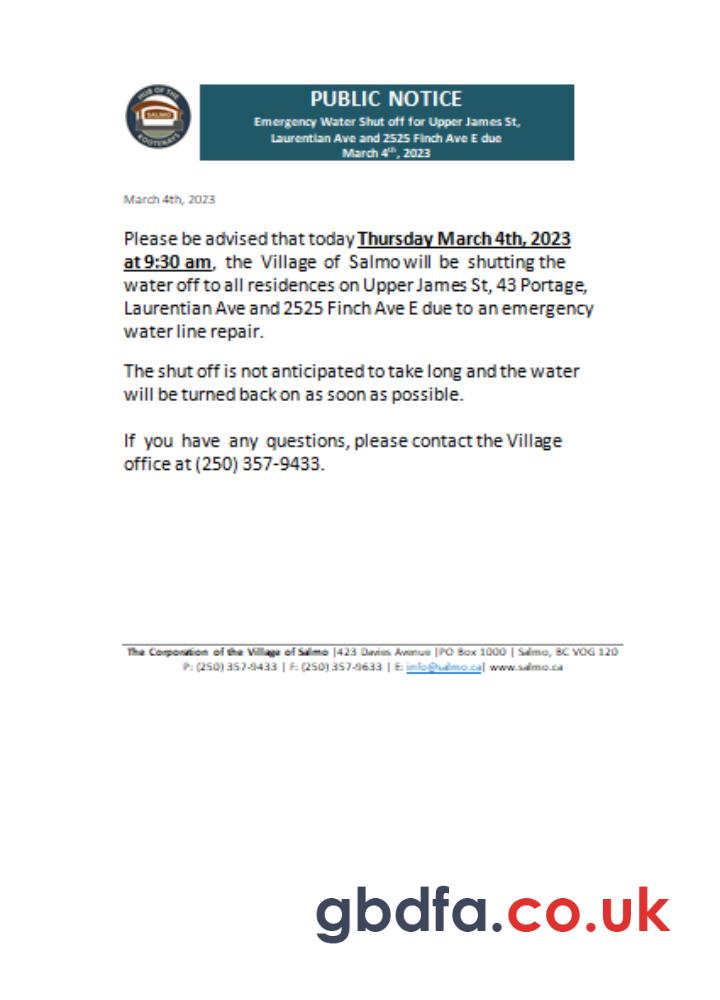 HUB OF THE
SALMO
KOOTENAYS
PUBLIC NOTICE
Emergency Water Shut off for Upper James St,
Laurentian Ave and 2525 Finch Ave E due
March 4th, 2023
March 4th, 2023
Please be advised that today Thursday March 4th, 2023
at 9:30 am, the Village of Salmo will be shutting the
water off to all residences on Upper James St, 43 Portage,
Laurentian Ave and 2525 Finch Ave E due to an emergency
water line repair.
The shut off is not anticipated to take long and the water
will be turned back on as soon as possible.
If you have any questions, please contact the Village
office at (250) 357-9433.
The Corporation of the Village of Salmo |423 Davies Avenue |PO Box 1000 | Salmo, BC VOG 120
P: (250) 357-9433 | F: (250) 357-9633 | E: info@salmo.ca| www.salmo.ca
gbdfa.co.uk